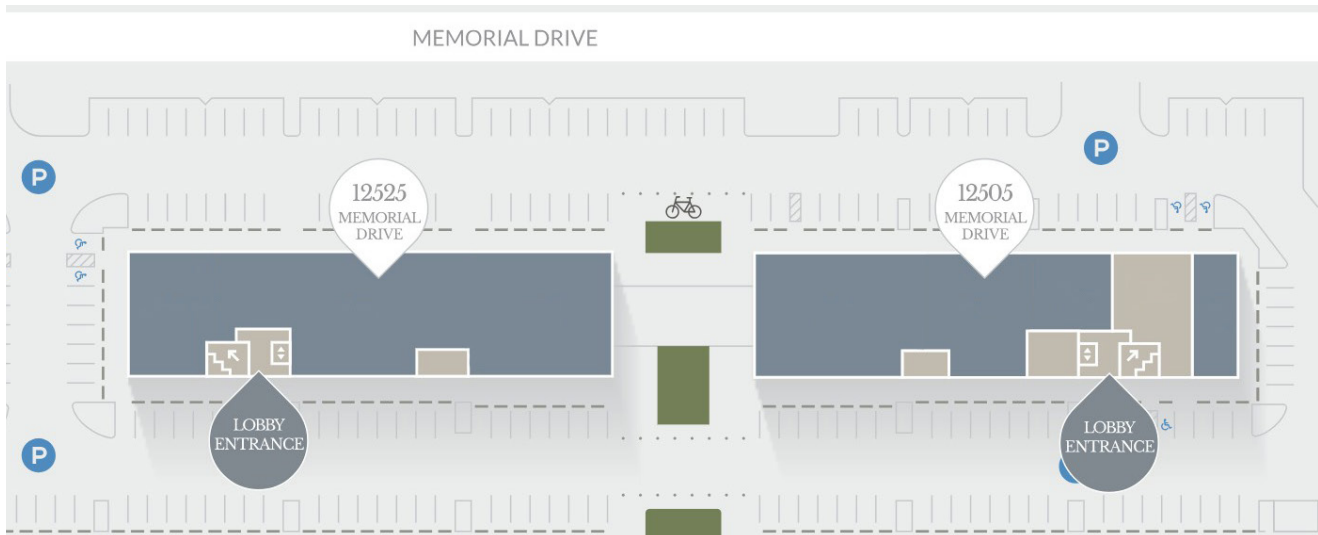 MEMORIAL DRIVE
P
P
12525
MEMORIAL
DRIVE
12505
MEMORIAL
DRIVE
LOBBY
ENTRANCE
LOBBY
ENTRANCE
P